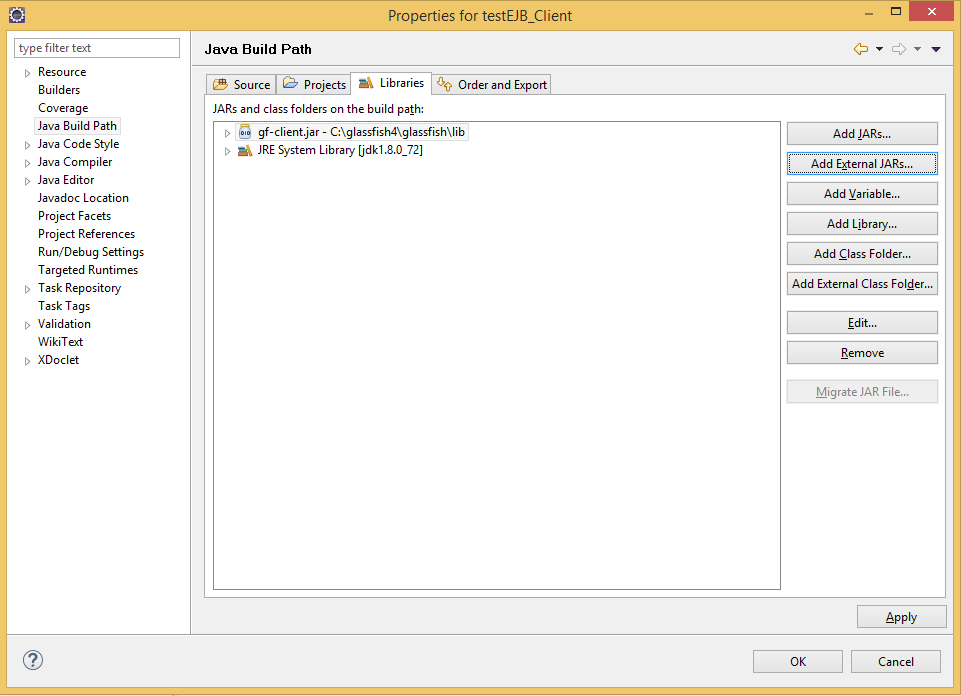 Properties for testEJB_Client
type filter text
Resource
Builders
Coverage
Java Build Path
Java Code Style
Java Compiler
Java Editor
Javadoc Location
Project Facets
Project References
Run/Debug Settings
Targeted Runtimes
Task Repository
Task Tags
Validation
WikiText
XDoclet
Java Build Path
Source Projects Libraries Order and Export
JARs and class folders on the build path:
gf-client.jar - C:\glassfish4\glassfish\lib
JRE System Library [jdk1.8.0_72]
Add JARs...
Add External JARs...
Add Variable...
Add Library...
Add Class Folder...
Add External Class Folder...
Edit...
Remove
Migrate JAR File...
Apply
OK Cancel